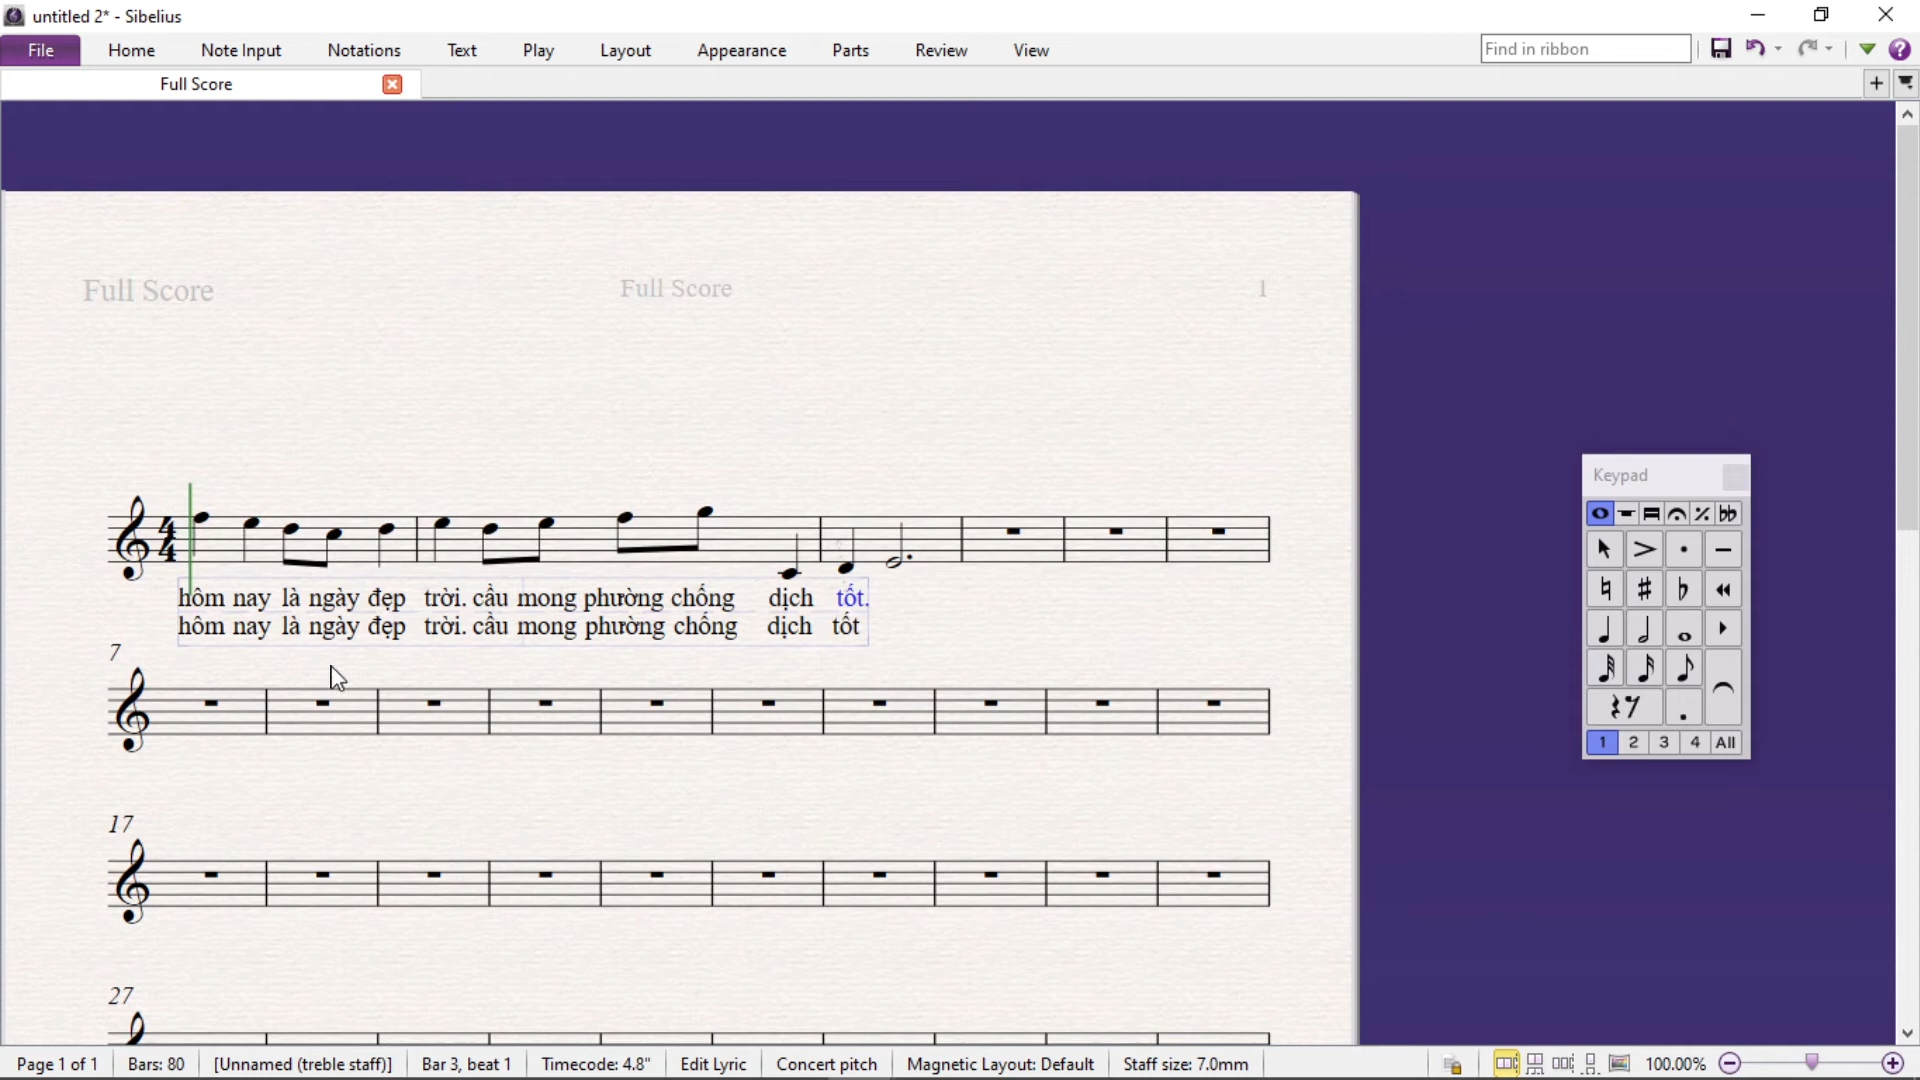 untitled 2* - Sibelius
File Home Note Input Notations Text Play Layout Appearance Parts Review View Find in ribbon
Full Score
Full Score Full Score 1
hôm nay là ngày đẹp trời. cầu mong phường chống dịch tốt.
hôm nay là ngày đẹp trời. cầu mong phường chống dịch tốt
7
Keypad
1 2 3 4 All
17
27
Page 1 of 1 Bars: 80 [Unnamed (treble staff)] Bar 3, beat 1 Timecode: 4.8" Edit Lyric Concert pitch Magnetic Layout: Default Staff size: 7.0mm 100.00%